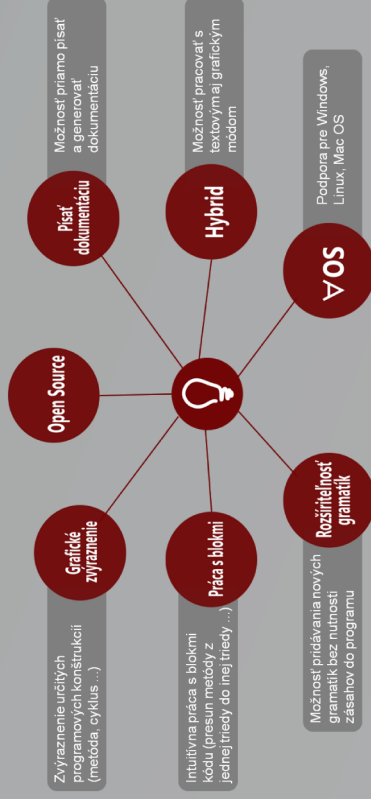 Open Source
Grafické
zvýraznenie
Zvýraznenie určitých
programových konštrukcií
(metóda, cyklus ...)
Písať
dokumentáciu
Možnosť priamo písať
a generovať
dokumentáciu
Práca s blokmi
Intuitívna práca s blokmi
kódu (presun metódy z
jednej triedy do inej triedy ...)
Hybrid
Možnosť pracovať s
textovým aj grafickým
módom
Rozšíriteľnosť
gramatík
Možnosť pridávania nových
gramatík bez nutnosti
zásahov do programu
∀ OS
Podpora pre Windows,
Linux, Mac OS